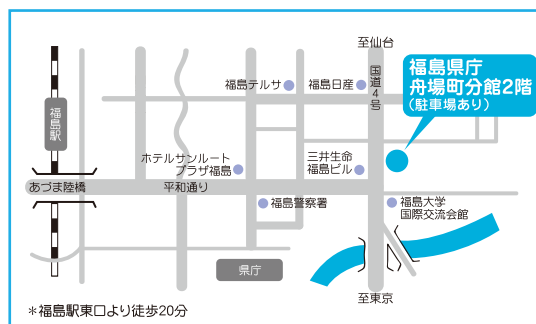 至仙台
福島県庁
舟場町分館2階
(駐車場あり)
福島テルサ
福島日産
国道4号
福島駅
ホテルサンルート
プラザ福島
三井生命
福島ビル
あづま陸橋
平和通り
福島警察署
福島大学
国際交流会館
県庁
至東京
*福島駅東口より徒歩20分